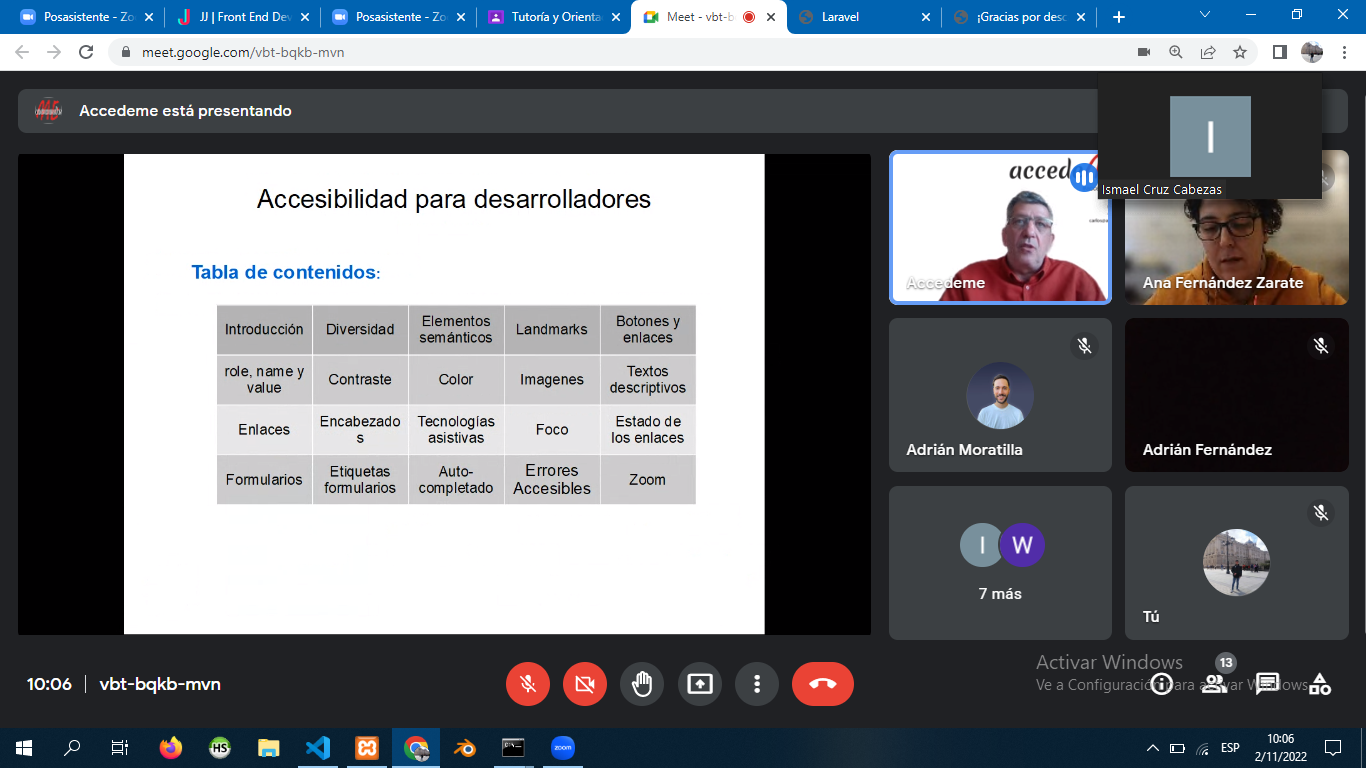 Posasistente - Zo
JJ | Front End Dev
Posasistente - Zo
Tutoría y Orienta
Meet - vbt-b
Laravel
¡Gracias por desc
meet.google.com/vbt-bqkb-mvn
Accedeme está presentando
I
Ismael Cruz Cabezas
Accesibilidad para desarrolladores
Tabla de contenidos:
Introducción
Diversidad
Elementos
semánticos
Landmarks
Botones y
enlaces
role, name y
value
Contraste
Color
Imagenes
Textos
descriptivos
Enlaces
Encabezado
s
Tecnologías
asistivas
Foco
Estado de
los enlaces
Formularios
Etiquetas
formularios
Auto-
completado
Errores
Accesibles
Zoom
acced
Accedeme
Ana Fernández Zarate
Adrián Moratilla
Adrián Fernández
I W
7 más
Tú
10:06 | vbt-bqkb-mvn
Activar Windows
Ve a Configuración para activar Windows.
13
HS
zoom
ESP
10:06
2/11/2022